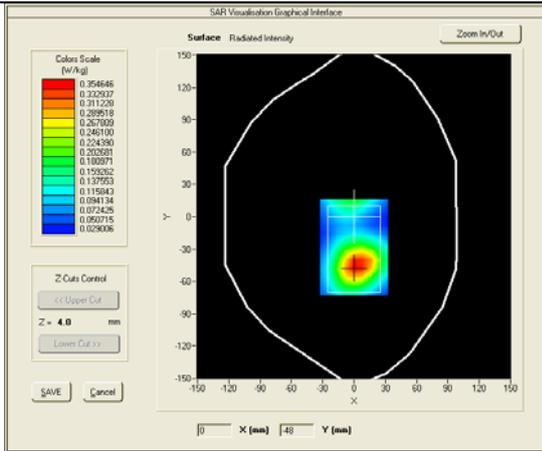 SAR Visualisation Graphical Interface
Surface Radiated Intensity
Zoom In/Out
Colors Scale
(W/kg)
0.354646
0.332937
0.311228
0.289518
0.267809
0.246100
0.224391
0.202681
0.180971
0.159262
0.137553
0.115843
0.094134
0.072425
0.050715
0.029006
Z-Cuts Control
<< Upper Cut
Z = 4.0 mm
Lower Cut >>
SAVE Cancel
150
120
90
60
30
0
-30
-60
-90
-120
-150
Y
-150 -120 -90 -60 -30 0 30 60 90 120 150
X
0 X (mm) -48 Y (mm)